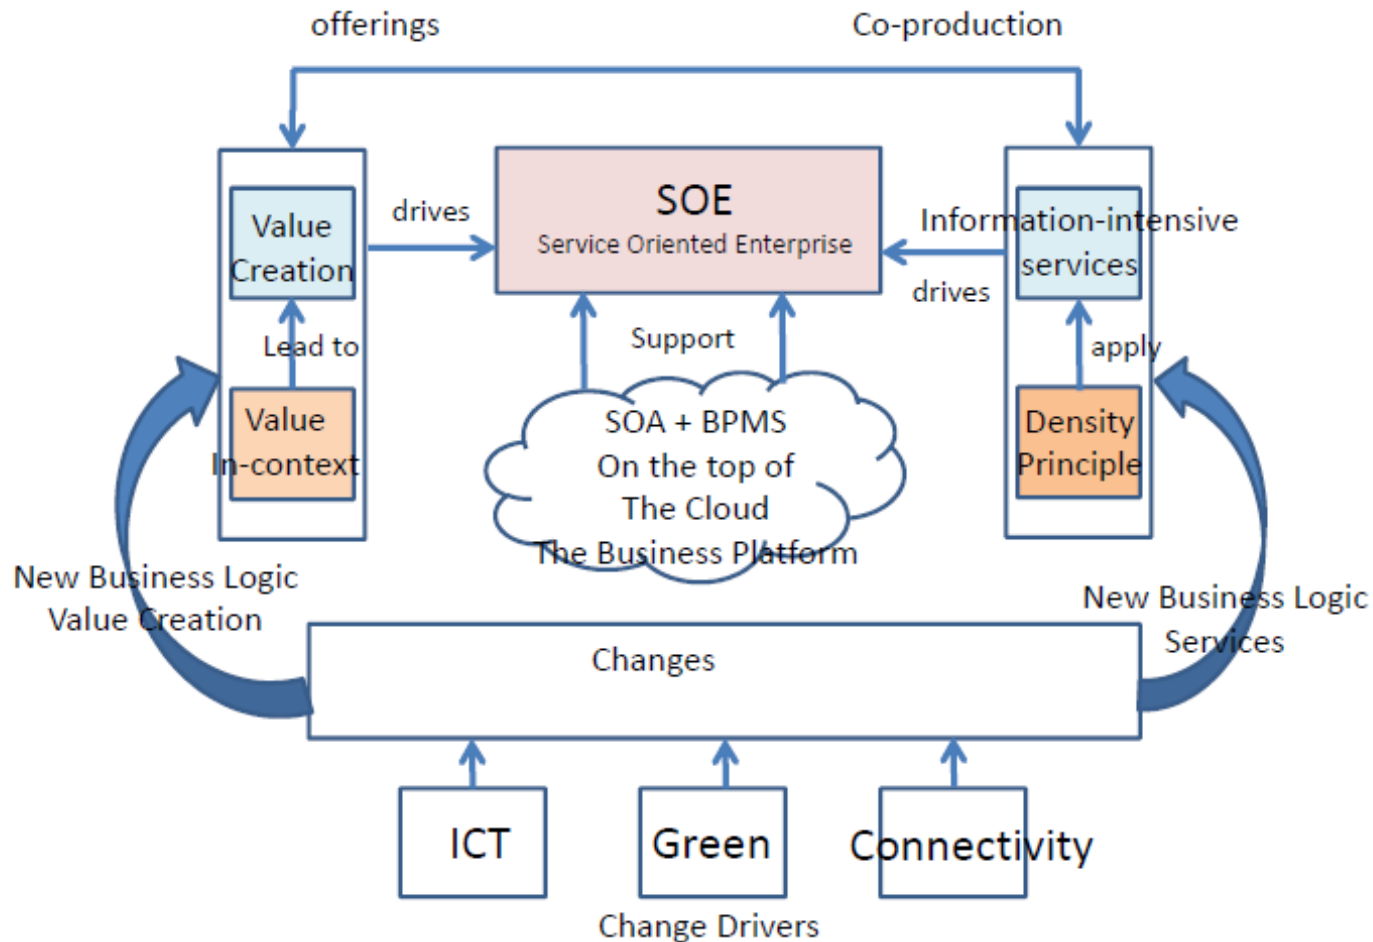 offerings
Co-production
SOE
Service Oriented Enterprise
Value
Creation
drives
Information-intensive
services
drives
Lead to
Support
apply
Value
In-context
SOA + BPMS
On the top of
The Cloud
The Business Platform
Density
Principle
New Business Logic
Value Creation
New Business Logic
Services
Changes
ICT
Green
Connectivity
Change Drivers